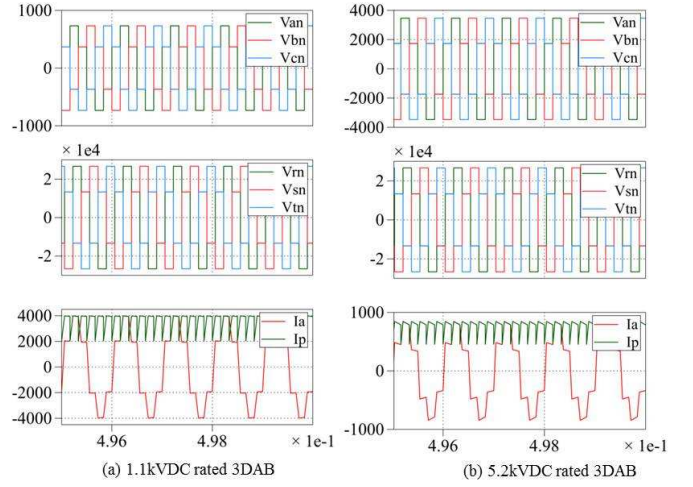 1000
0
-1000
Van
Vbn
Vcn
× 1e4
2
0
-2
Vrn
Vsn
Vtn
4000
2000
0
-2000
-4000
Ia
Ip
4.96
4.98
× 1e-1
(a) 1.1kVDC rated 3DAB
4000
2000
0
-2000
-4000
Van
Vbn
Vcn
× 1e4
2
0
-2
Vrn
Vsn
Vtn
1000
0
-1000
Ia
Ip
4.96
4.98
× 1e-1
(b) 5.2kVDC rated 3DAB